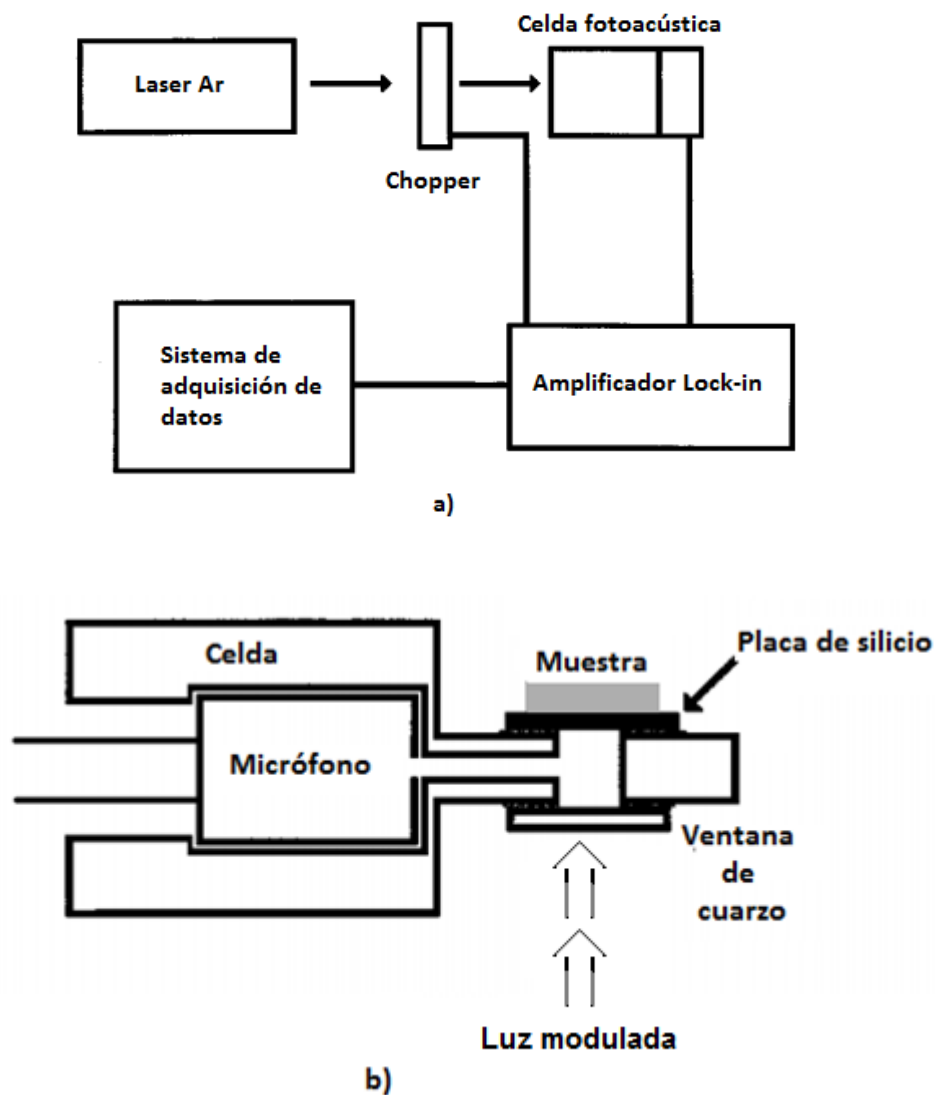 Celda fotoacústica
Laser Ar
Chopper
Sistema de
adquisición de
datos
Amplificador Lock-in
a)
Celda
Muestra
Placa de silicio
Micrófono
Ventana
de
cuarzo
Luz modulada
b)